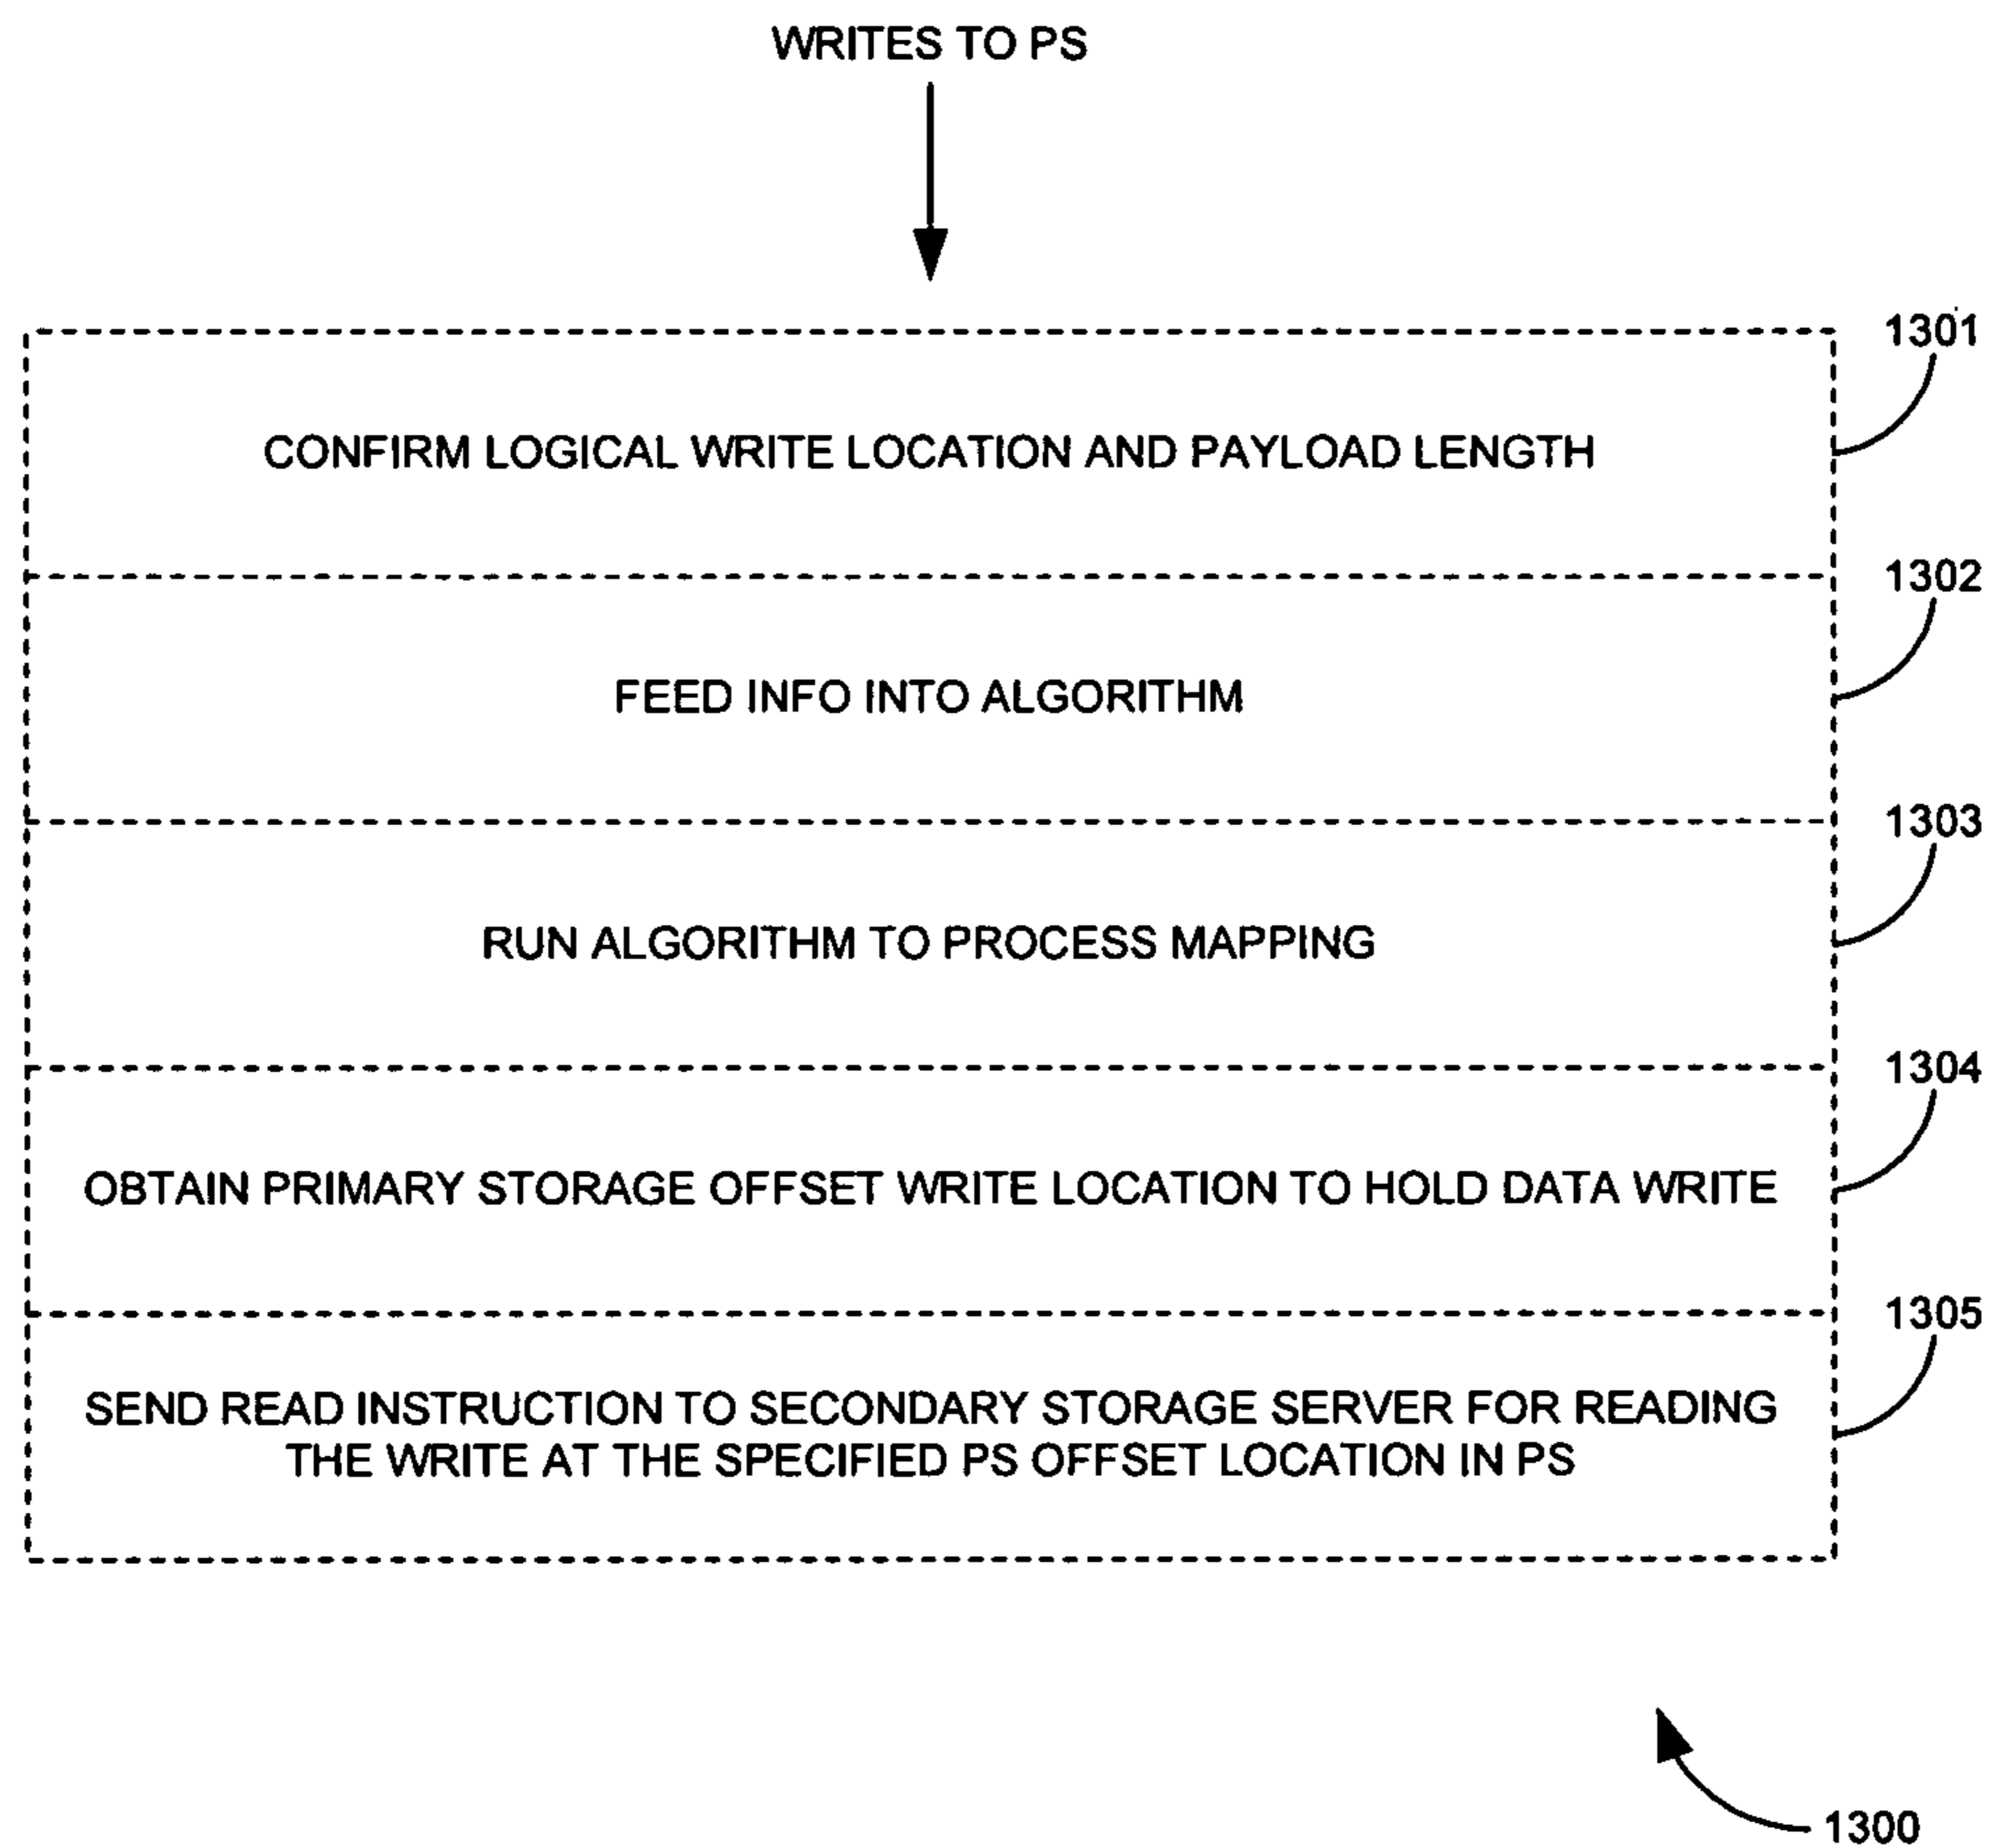 WRITES TO PS
1301
CONFIRM LOGICAL WRITE LOCATION AND PAYLOAD LENGTH
1302
FEED INFO INTO ALGORITHM
1303
RUN ALGORITHM TO PROCESS MAPPING
1304
OBTAIN PRIMARY STORAGE OFFSET WRITE LOCATION TO HOLD DATA WRITE
1305
SEND READ INSTRUCTION TO SECONDARY STORAGE SERVER FOR READING
THE WRITE AT THE SPECIFIED PS OFFSET LOCATION IN PS
1300